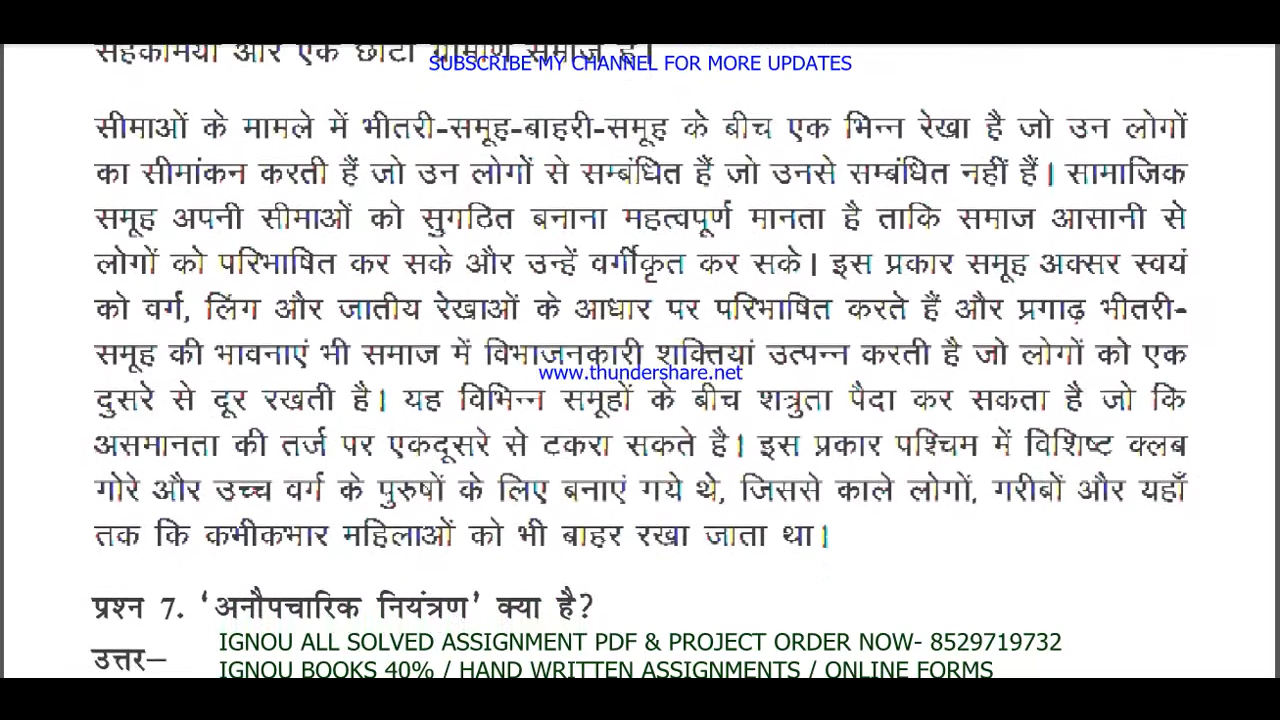 सहकर्मियों और एक छोटा ग्रामीण समाज है।
SUBSCRIBE MY CHANNEL FOR MORE UPDATES
सीमाओं के मामले में भीतरी-समूह-बाहरी-समूह के बीच एक भिन्न रेखा है जो उन लोगों
का सीमांकन करती हैं जो उन लोगों से सम्बंधित हैं जो उनसे सम्बंधित नहीं हैं। सामाजिक
समूह अपनी सीमाओं को सुगठित बनाना महत्वपूर्ण मानता है ताकि समाज आसानी से
लोगों को परिभाषित कर सके और उन्हें वर्गीकृत कर सके। इस प्रकार समूह अक्सर स्वयं
को वर्ग, लिंग और जातीय रेखाओं के आधार पर परिभाषित करते हैं और प्रगाढ़ भीतरी-
समूह की भावनाएं भी समाज में विभाजनकारी शक्तियां उत्पन्न करती है जो लोगों को एक
www.thundershare.net
दुसरे से दूर रखती है। यह विभिन्न समूहों के बीच शत्रुता पैदा कर सकता है जो कि
असमानता की तर्ज पर एकदूसरे से टकरा सकते है। इस प्रकार पश्चिम में विशिष्ट क्लब
गोरे और उच्च वर्ग के पुरुषों के लिए बनाएं गये थे, जिससे काले लोगों, गरीबों और यहाँ
तक कि कभीकभार महिलाओं को भी बाहर रखा जाता था।
प्रश्न 7. ‘अनौपचारिक नियंत्रण’ क्या है?
उत्तर–
IGNOU ALL SOLVED ASSIGNMENT PDF & PROJECT ORDER NOW- 8529719732
IGNOU BOOKS 40% / HAND WRITTEN ASSIGNMENTS / ONLINE FORMS